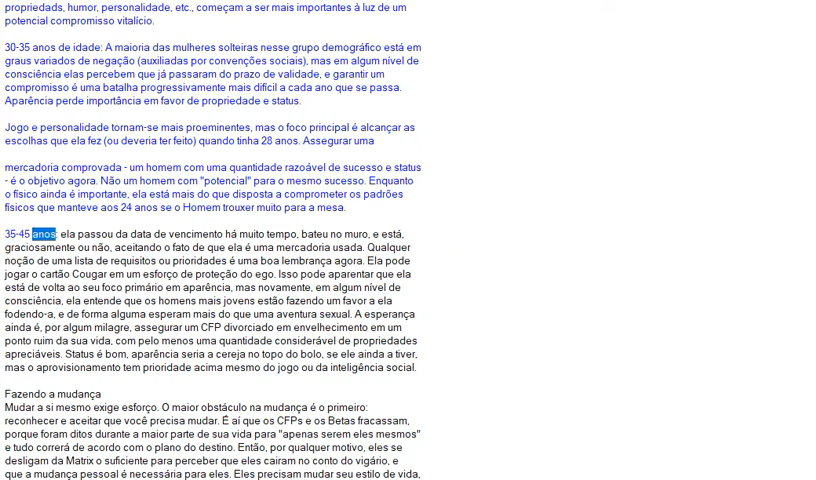 propriedads, humor, personalidade, etc., começam a ser mais importantes à luz de um
potencial compromisso vitalício.
30-35 anos de idade: A maioria das mulheres solteiras nesse grupo demográfico está em
graus variados de negação (auxiliadas por convenções sociais), mas em algum nível de
consciência elas percebem que já passaram do prazo de validade, e garantir um
compromisso é uma batalha progressivamente mais difícil a cada ano que se passa.
Aparência perde importância em favor de propriedade e status.
Jogo e personalidade tornam-se mais proeminentes, mas o foco principal é alcançar as
escolhas que ela fez (ou deveria ter feito) quando tinha 28 anos. Assegurar uma
mercadoria comprovada - um homem com uma quantidade razoável de sucesso e status
- é o objetivo agora. Não um homem com "potencial" para o mesmo sucesso. Enquanto
o físico ainda é importante, ela está mais do que disposta a comprometer os padrões
físicos que manteve aos 24 anos se o Homem trouxer muito para a mesa.
35-45 anos: ela passou da data de vencimento há muito tempo, bateu no muro, e está,
graciosamente ou não, aceitando o fato de que ela é uma mercadoria usada. Qualquer
noção de uma lista de requisitos ou prioridades é uma boa lembrança agora. Ela pode
jogar o cartão Cougar em um esforço de proteção do ego. Isso pode aparentar que ela
está de volta ao seu foco primário em aparência, mas novamente, em algum nível de
consciência, ela entende que os homens mais jovens estão fazendo um favor a ela
fodendo-a, e de forma alguma esperam mais do que uma aventura sexual. A esperança
ainda é, por algum milagre, assegurar um CFP divorciado em envelhecimento em um
ponto ruim da sua vida, com pelo menos uma quantidade considerável de propriedades
apreciáveis. Status é bom, aparência seria a cereja no topo do bolo, se ele ainda a tiver,
mas o aprovisionamento tem prioridade acima mesmo do jogo ou da inteligência social.
Fazendo a mudança
Mudar a si mesmo exige esforço. O maior obstáculo na mudança é o primeiro:
reconhecer e aceitar que você precisa mudar. É aí que os CFPs e os Betas fracassam,
porque foram ditos durante a maior parte de sua vida para "apenas serem eles mesmos"
e tudo correrá de acordo com o plano do destino. Então, por qualquer motivo, eles se
desligam da Matrix o suficiente para perceber que eles cairam no conto do vigário, e
que a mudança pessoal é necessária para eles. Eles precisam mudar seu estilo de vida,